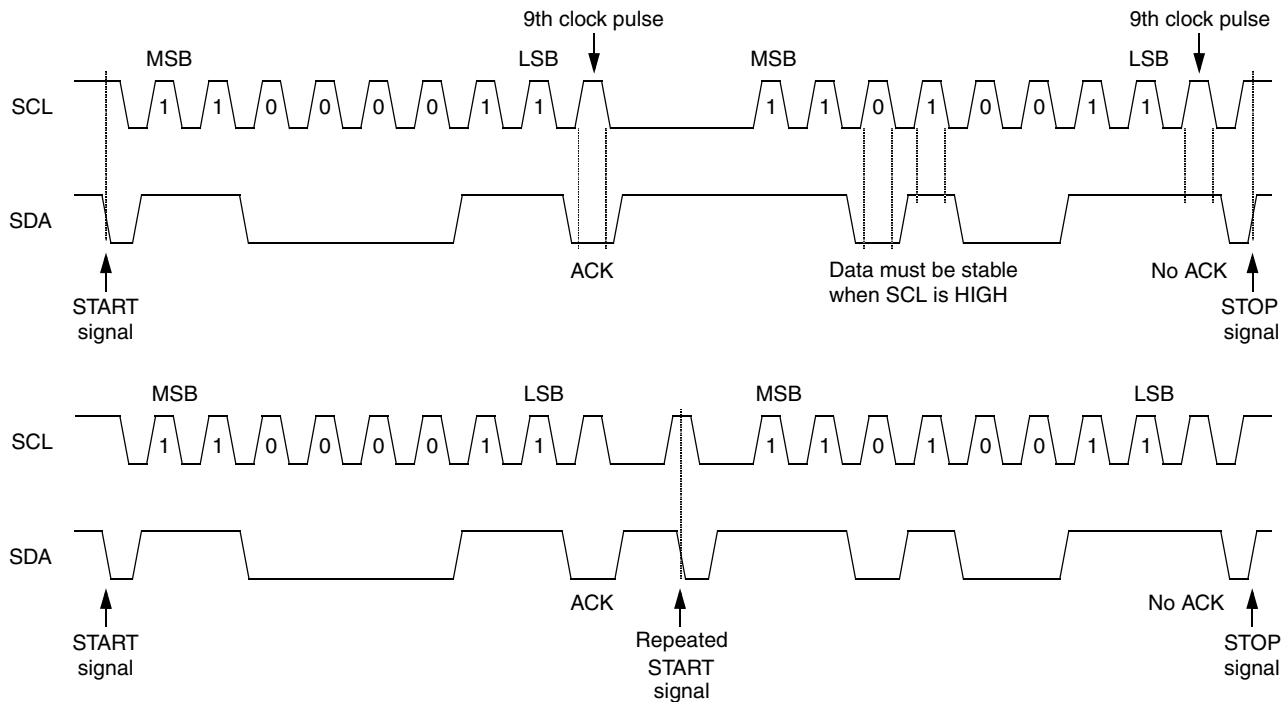 9th clock pulse 9th clock pulse
MSB LSB MSB LSB
SCL 1 1 0 0 0 0 1 1 1 1 0 1 0 0 1 1
SDA
ACK Data must be stable No ACK
when SCL is HIGH
START STOP
signal signal
MSB LSB MSB LSB
SCL 1 1 0 0 0 0 1 1 1 1 0 1 0 0 1 1
SDA
ACK No ACK
START Repeated STOP
signal START signal
signal